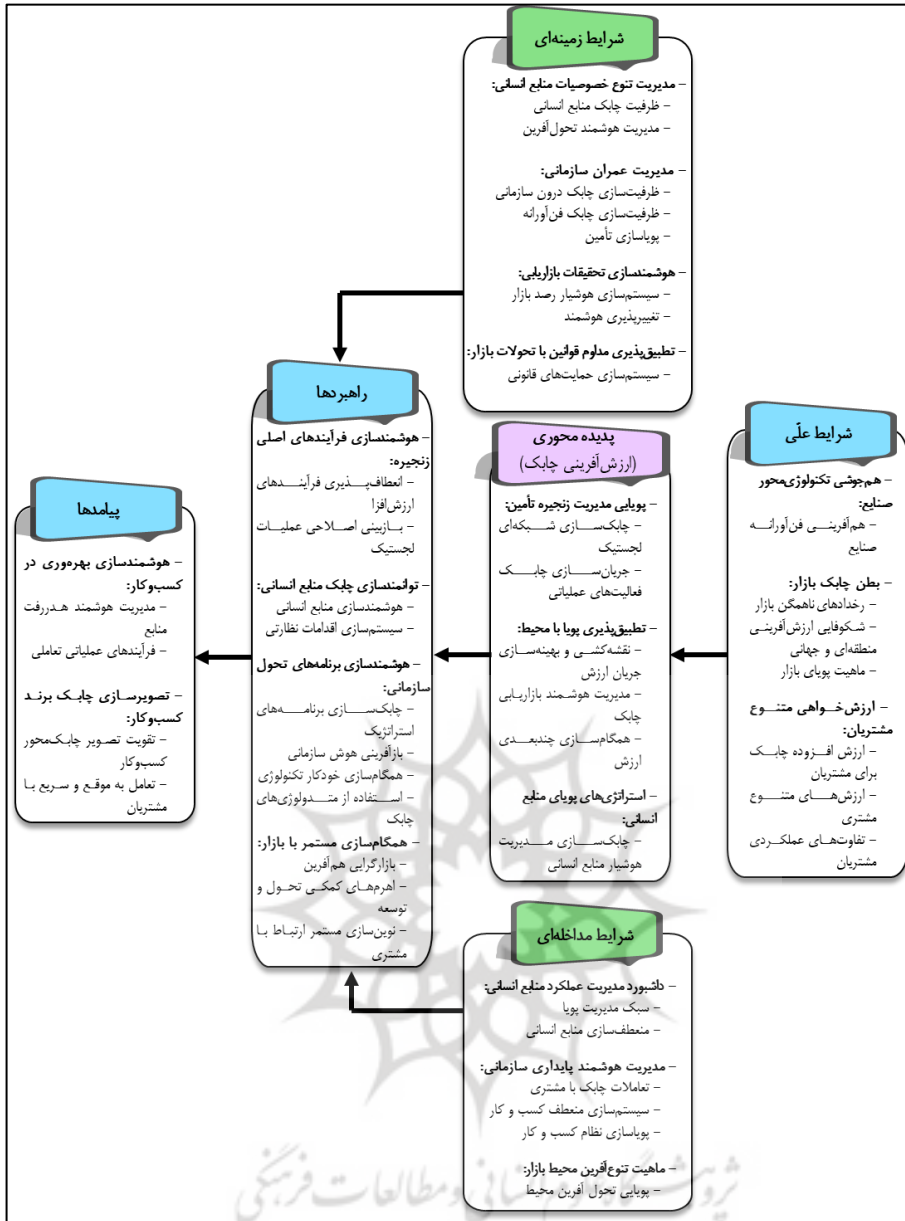 شرایط زمینه‌ای
– مدیریت تنوع خصوصیات منابع انسانی:
– ظرفیت چابک منابع انسانی
– مدیریت هوشمند تحول‌آفرین
– مدیریت عمران سازمانی:
– ظرفیت‌سازی چابک درون سازمانی
– ظرفیت‌سازی چابک فن‌آورانه
– پویاسازی تأمین
– هوشمندسازی تحقیقات بازاریابی:
– سیستم‌سازی هوشیار رصد بازار
– تغییرپذیری هوشمند
– تطبیق‌پذیری مداوم قوانین با تحولات بازار:
– سیستم‌سازی حمایت‌های قانونی
شرایط علّی
– هم‌جوشی تکنولوژی‌محور
صنایع:
– هم‌آفرینی فن‌آورانه
صنایع
– بطن چابک بازار:
– رخدادهای ناهمگن بازار
– شکوفایی ارزش‌آفرینی
منطقه‌ای و جهانی
– ماهیت پویای بازار
– ارزش‌خواهی متنوع
مشتریان:
– ارزش افزوده چابک
برای مشتریان
– ارزش‌های متنوع
مشتری
– تفاوت‌های عملکردی
مشتریان
پدیده محوری
(ارزش‌آفرینی چابک)
– پویایی مدیریت زنجیره تأمین:
– چابک‌سازی شبکه‌ای
لجستیک
– جریان‌سازی چابک
فعالیت‌های عملیاتی
– تطبیق‌پذیری پویا با محیط:
– نقشه‌کشی و بهینه‌سازی
جریان ارزش
– مدیریت هوشمند بازاریابی
چابک
– همگام‌سازی چندبعدی
ارزش
– استراتژی‌های پویای منابع
انسانی:
– چابک‌سازی مدیریت
هوشیار منابع انسانی
راهبردها
– هوشمندسازی فرآیندهای اصلی
زنجیره:
– انعطاف‌پذیری فرآیندهای
ارزش‌افزا
– بازبینی اصلاحی عملیات
لجستیک
– توانمندسازی چابک منابع انسانی:
– هوشمندسازی منابع انسانی
– سیستم‌سازی اقدامات نظارتی
– هوشمندسازی برنامه‌های تحول
سازمانی:
– چابک‌سازی برنامه‌های
استراتژیک
– بازآفرینی هوش سازمانی
– همگام‌سازی خودکار تکنولوژی
– استفاده از متدولوژی‌های
چابک
– همگام‌سازی مستمر با بازار:
– بازارگرایی هم‌آفرین
– اهرم‌های کمکی تحول و
توسعه
– نوین‌سازی مستمر ارتباط با
مشتری
پیامدها
– هوشمندسازی بهره‌وری در
کسب‌وکار:
– مدیریت هوشمند هدررفت
منابع
– فرآیندهای عملیاتی تعاملی
– تصویرسازی چابک برند
کسب‌وکار:
– تقویت تصویر چابک‌محور
کسب‌وکار
– تعامل به موقع و سریع با
مشتریان
شرایط مداخله‌ای
– داشبورد مدیریت عملکرد منابع انسانی:
– سبک مدیریت پویا
– منعطف‌سازی منابع انسانی
– مدیریت هوشمند پایداری سازمانی:
– تعاملات چابک با مشتری
– سیستم‌سازی منعطف کسب و کار
– پویاسازی نظام کسب و کار
– ماهیت تنوع‌آفرین محیط بازار:
– پویایی تحول آفرین محیط
پژوهشگاه علوم انسانی و مطالعات فرهنگی